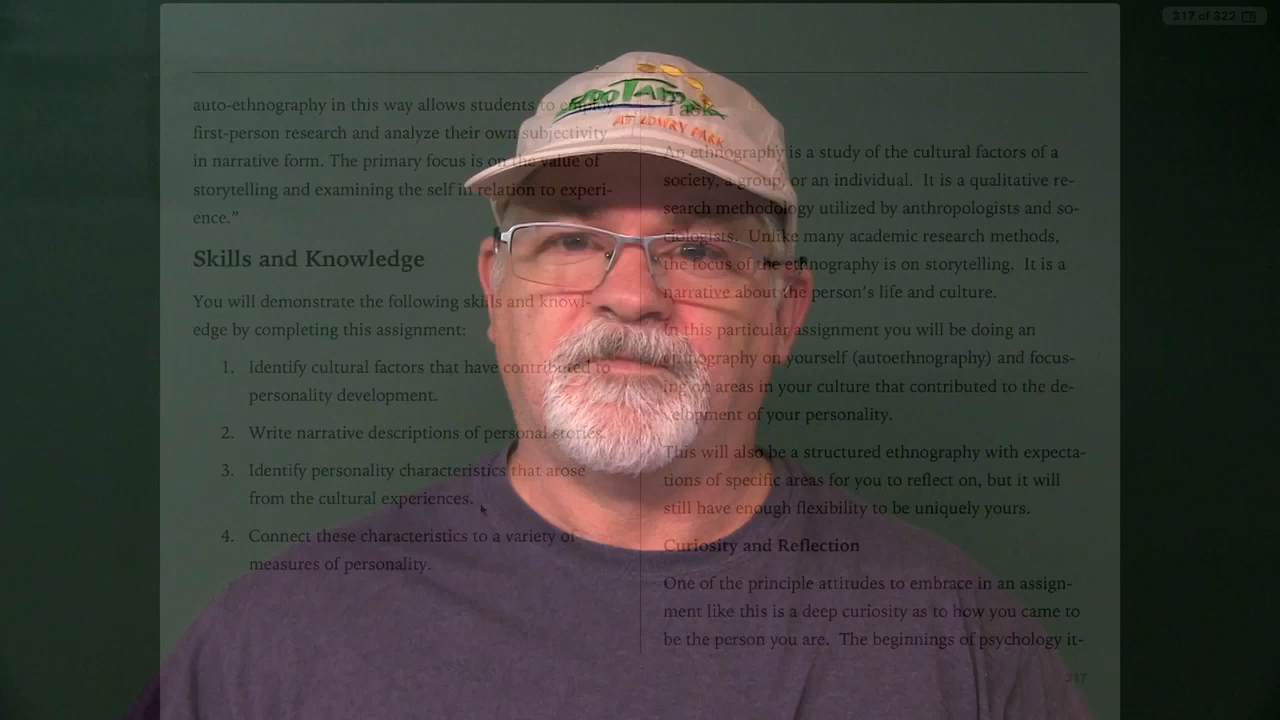 317 of 322
auto-ethnography in this way allows students to employ
first-person research and analyze their own subjectivity
in narrative form. The primary focus is on the value of
storytelling and examining the self in relation to experi-
ence.”
Skills and Knowledge
You will demonstrate the following skills and knowl-
edge by completing this assignment:
1. Identify cultural factors that have contributed to
personality development.
2. Write narrative descriptions of personal stories.
3. Identify personality characteristics that arose
from the cultural experiences.
4. Connect these characteristics to a variety of
measures of personality.
Task
An ethnography is a study of the cultural factors of a
society, a group, or an individual. It is a qualitative re-
search methodology utilized by anthropologists and so-
ciologists. Unlike many academic research methods,
the focus of the ethnography is on storytelling. It is a
narrative about the person’s life and culture.
In this particular assignment you will be doing an
ethnography on yourself (autoethnography) and focus-
ing on areas in your culture that contributed to the de-
velopment of your personality.
This will also be a structured ethnography with expecta-
tions of specific areas for you to reflect on, but it will
still have enough flexibility to be uniquely yours.
Curiosity and Reflection
One of the principle attitudes to embrace in an assign-
ment like this is a deep curiosity as to how you came to
be the person you are. The beginnings of psychology it-
317
ZooTampa
AT LOWRY PARK